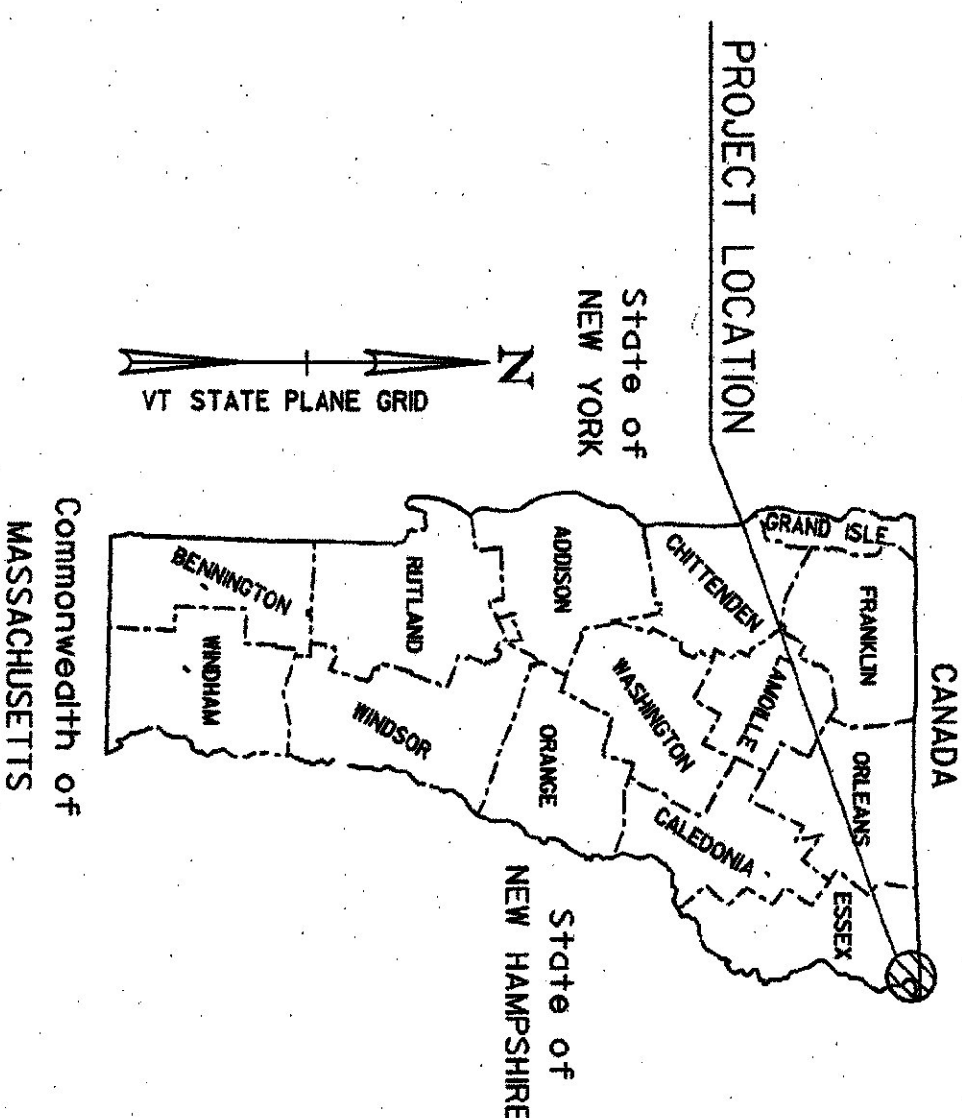 PROJECT LOCATION
CANADA
State of
NEW YORK
N
VT STATE PLANE GRID
GRAND ISLE
FRANKLIN
ORLEANS
ESSEX
CHITTENDEN
LAMOILLE
CALEDONIA
WASHINGTON
ADDISON
ORANGE
RUTLAND
WINDSOR
BENNINGTON
WINDHAM
State of
NEW HAMPSHIRE
Commonwealth of
MASSACHUSETTS